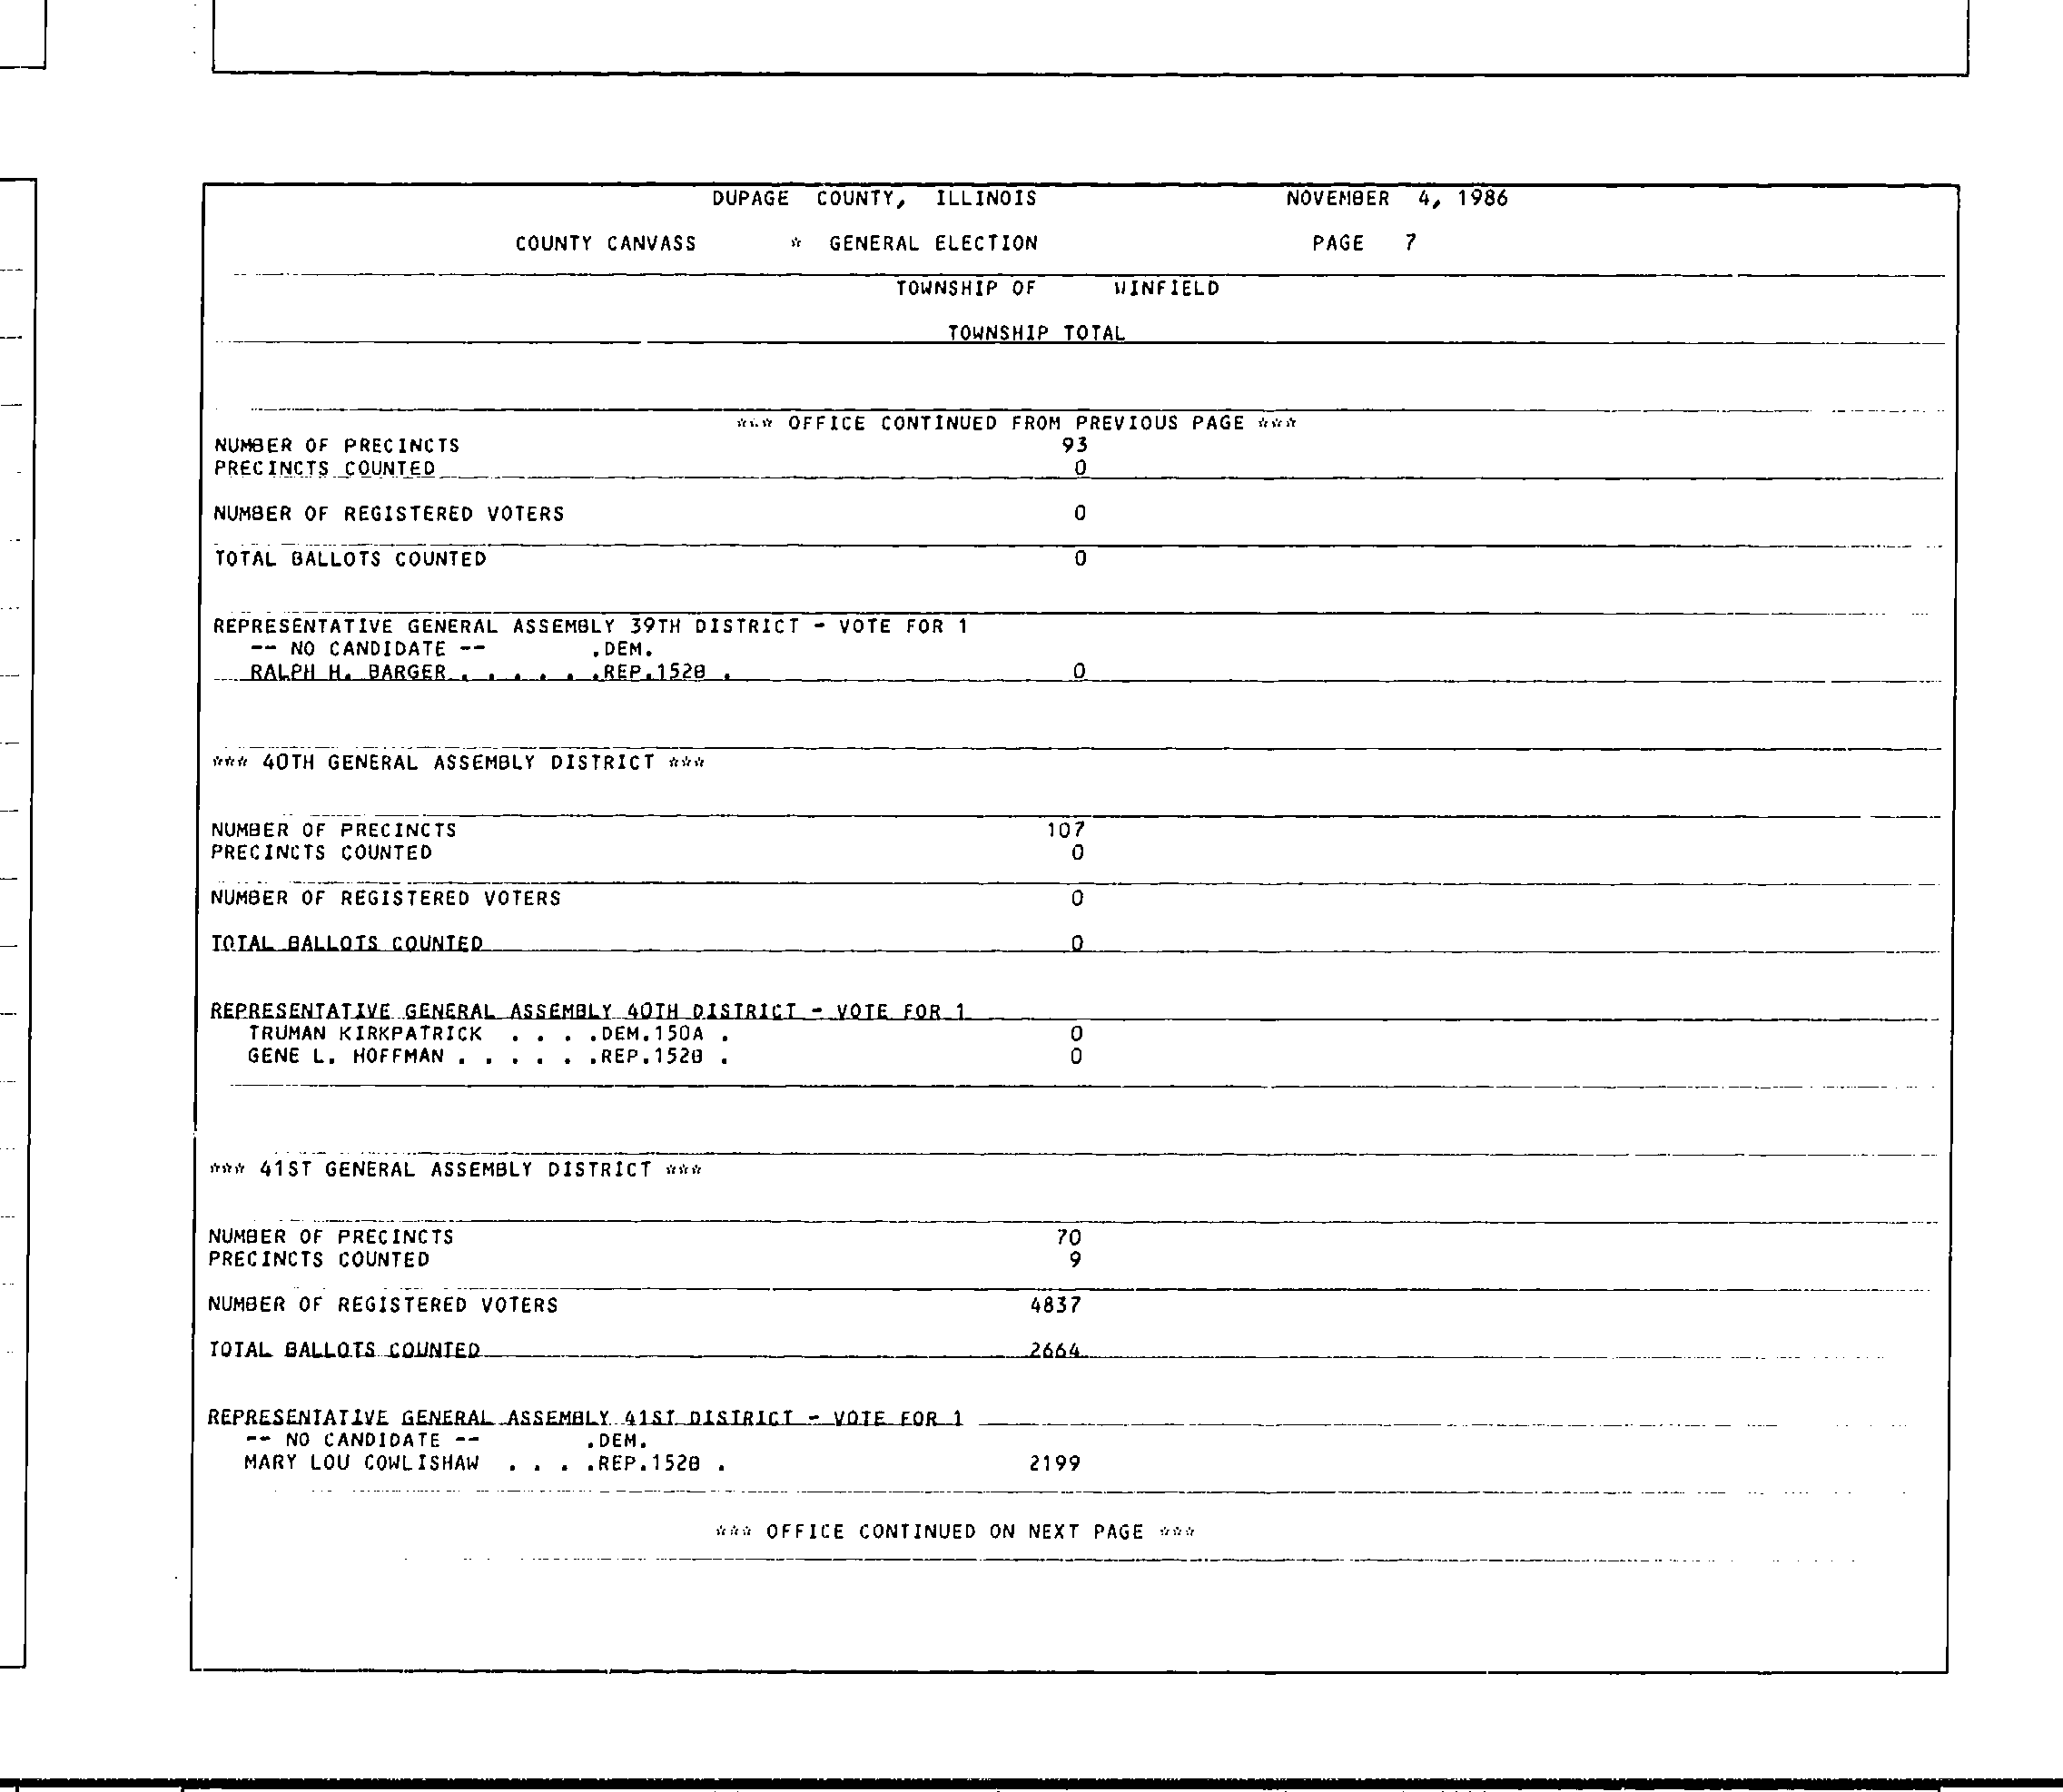 DUPAGE COUNTY, ILLINOIS NOVEMBER 4, 1986
COUNTY CANVASS * GENERAL ELECTION PAGE 7
TOWNSHIP OF WINFIELD
TOWNSHIP TOTAL
*** OFFICE CONTINUED FROM PREVIOUS PAGE ***
NUMBER OF PRECINCTS 93
PRECINCTS COUNTED 0
NUMBER OF REGISTERED VOTERS 0
TOTAL BALLOTS COUNTED 0
REPRESENTATIVE GENERAL ASSEMBLY 39TH DISTRICT - VOTE FOR 1
-- NO CANDIDATE -- .DEM.
RALPH H. BARGER . . . . . .REP.152B . 0
*** 40TH GENERAL ASSEMBLY DISTRICT ***
NUMBER OF PRECINCTS 107
PRECINCTS COUNTED 0
NUMBER OF REGISTERED VOTERS 0
TOTAL BALLOTS COUNTED 0
REPRESENTATIVE GENERAL ASSEMBLY 40TH DISTRICT - VOTE FOR 1
TRUMAN KIRKPATRICK . . . .DEM.150A . 0
GENE L. HOFFMAN . . . . . .REP.152B . 0
*** 41ST GENERAL ASSEMBLY DISTRICT ***
NUMBER OF PRECINCTS 70
PRECINCTS COUNTED 9
NUMBER OF REGISTERED VOTERS 4837
TOTAL BALLOTS COUNTED 2664
REPRESENTATIVE GENERAL ASSEMBLY 41ST DISTRICT - VOTE FOR 1
-- NO CANDIDATE -- .DEM.
MARY LOU COWLISHAW . . . .REP.152B . 2199
*** OFFICE CONTINUED ON NEXT PAGE ***